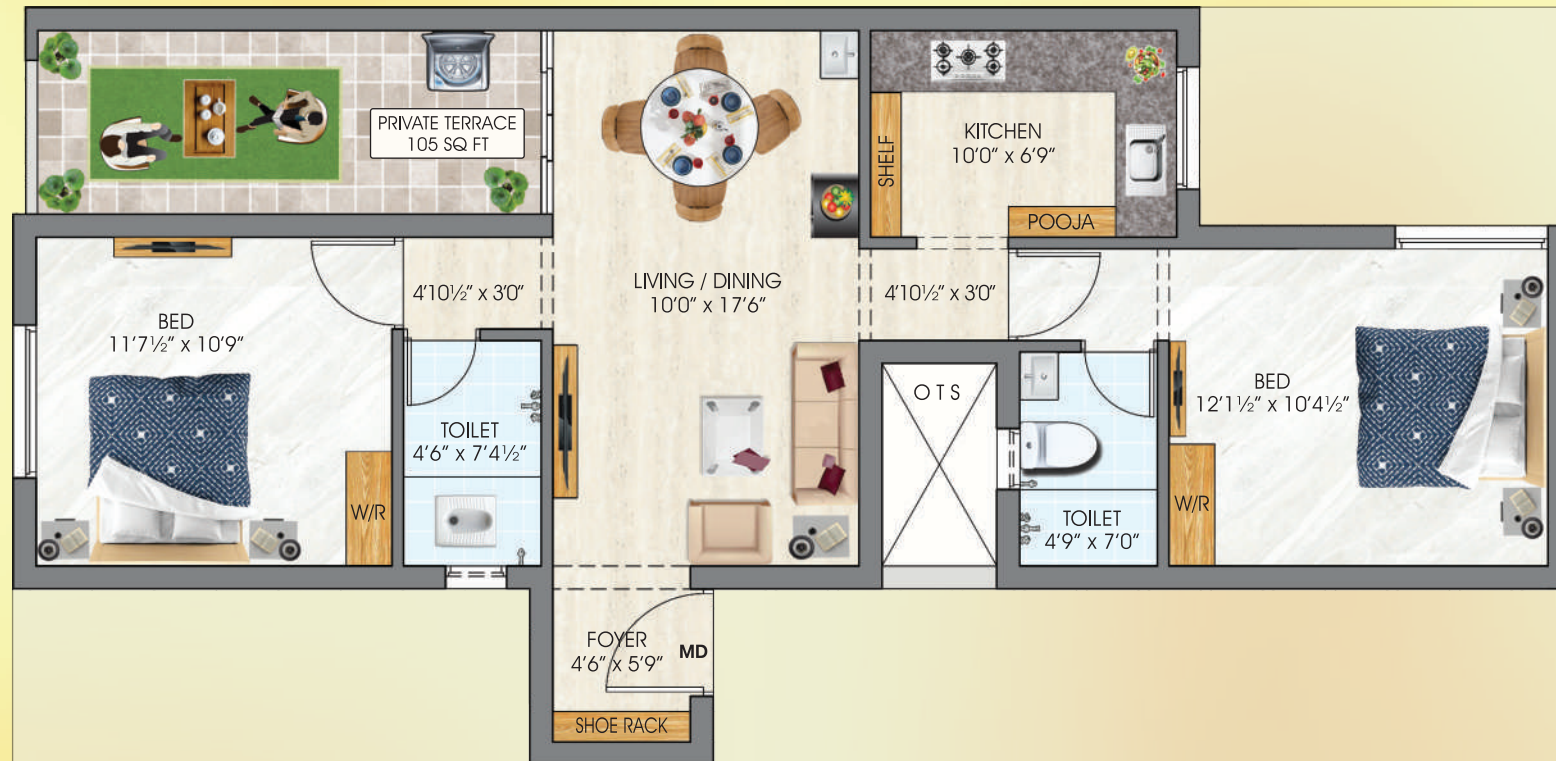 PRIVATE TERRACE
105 SQ FT
KITCHEN
10'0" x 6'9"
SHELF
POOJA
BED
11'7½" x 10'9"
4'10½" x 3'0"
LIVING / DINING
10'0" x 17'6"
4'10½" x 3'0"
TOILET
4'6" x 7'4½"
W/R
O T S
BED
12'1½" x 10'4½"
TOILET
4'9" x 7'0"
W/R
FOYER
4'6" x 5'9"
MD
SHOE RACK